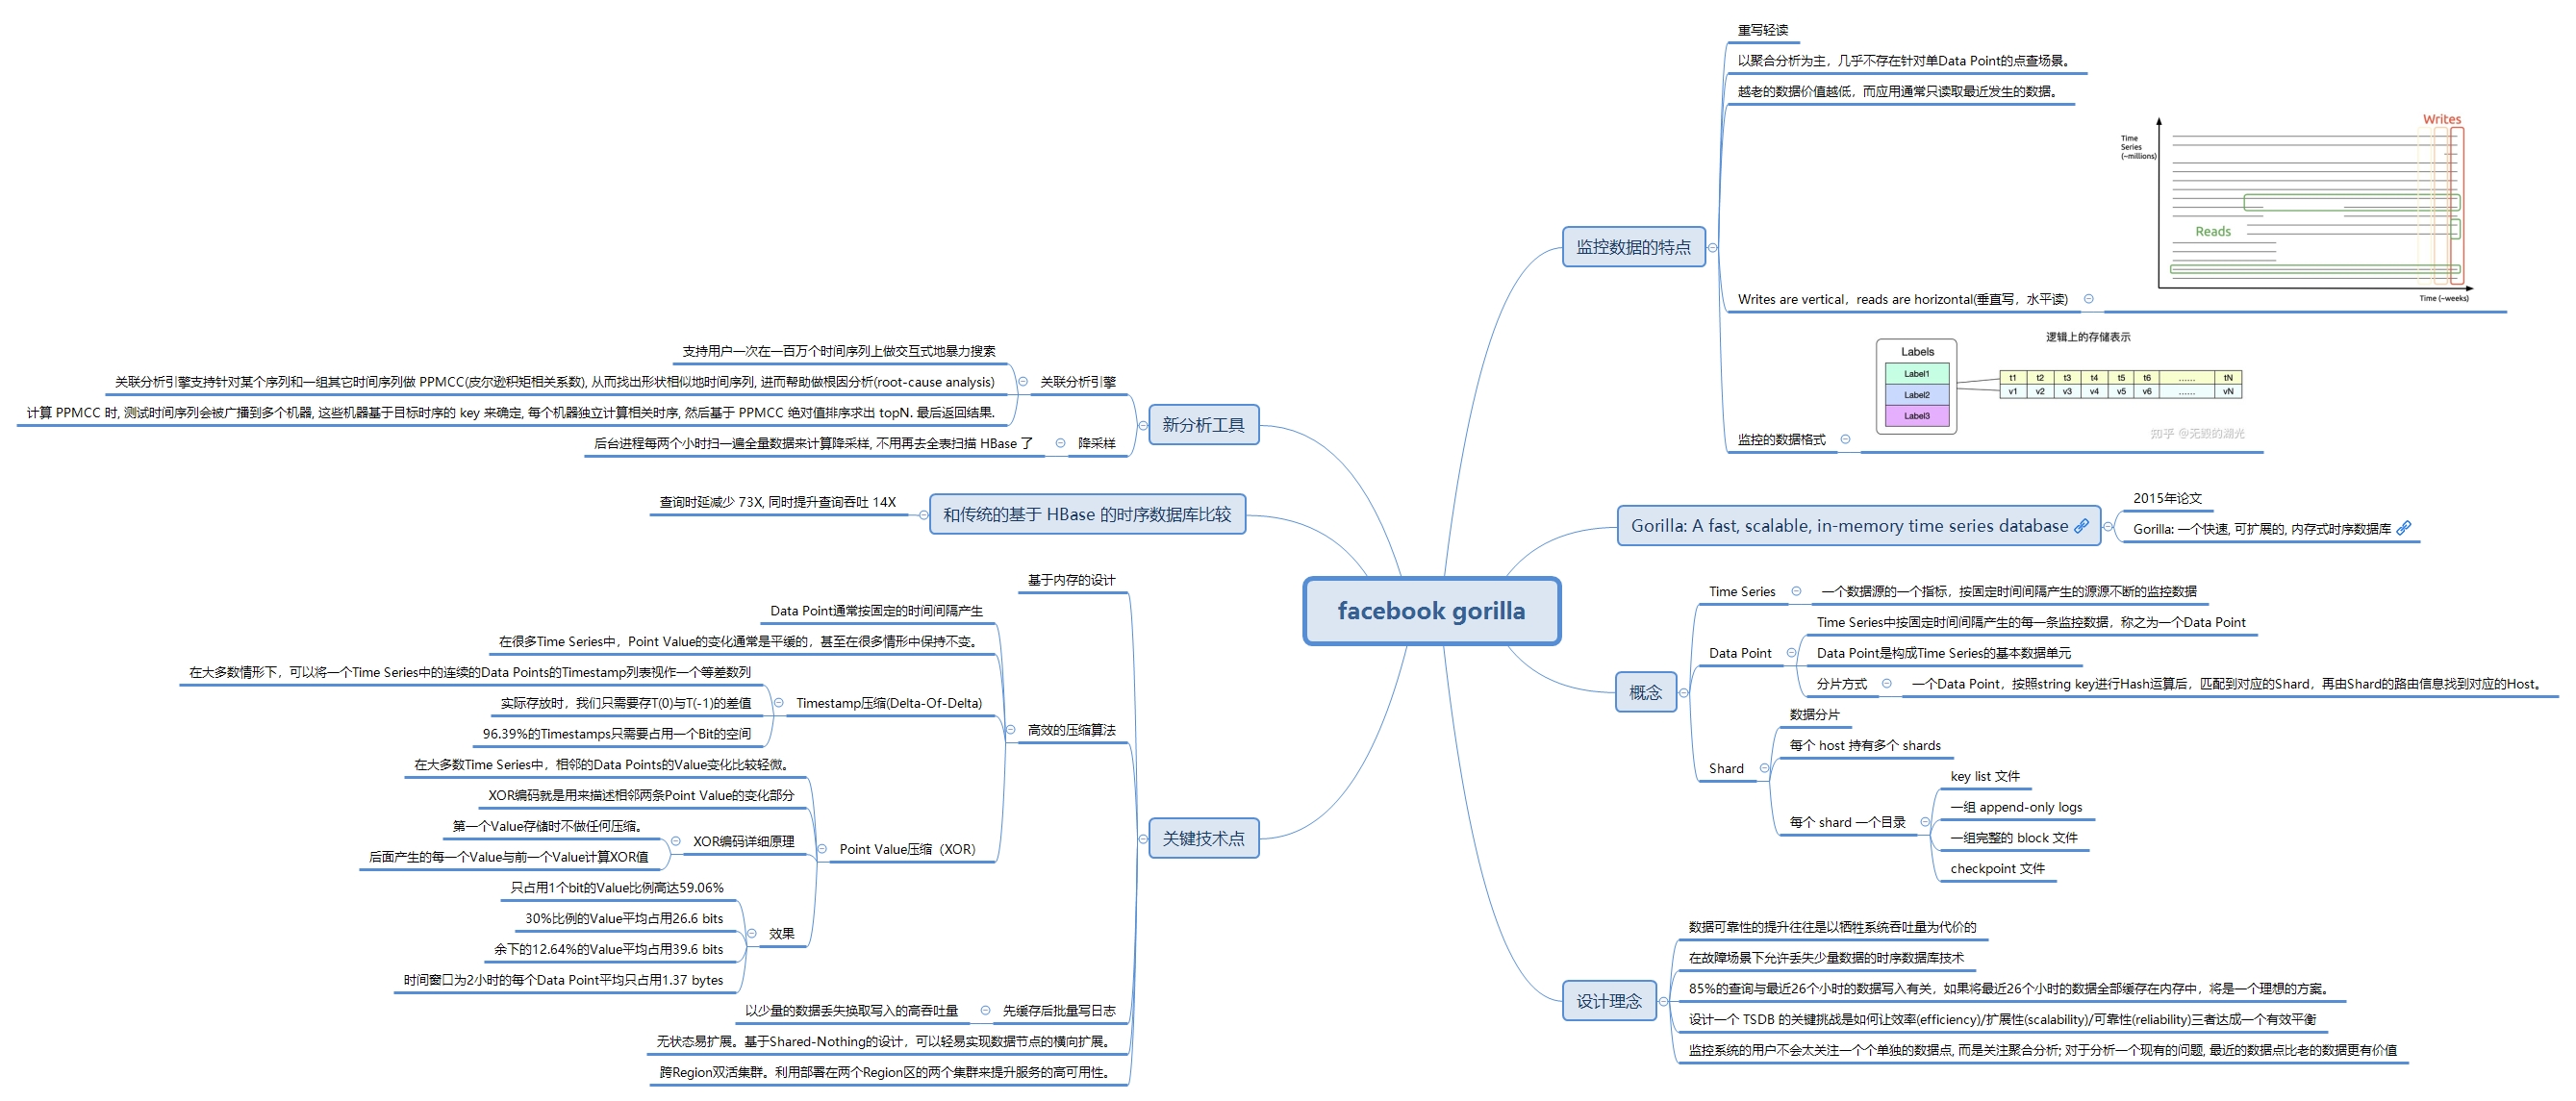 facebook gorilla
监控数据的特点
重写轻读
以聚合分析为主，几乎不存在针对单Data Point的点查场景。
越老的数据价值越低，而应用通常只读取最近发生的数据。
Writes are vertical，reads are horizontal(垂直写，水平读)
Time
Series
(~millions)
Writes
Reads
Time (~weeks)
监控的数据格式
逻辑上的存储表示
Labels
Label1
Label2
Label3
t1 t2 t3 t4 t5 t6 ...... tN
v1 v2 v3 v4 v5 v6 ...... vN
知乎 @无毁的湖光
Gorilla: A fast, scalable, in-memory time series database
2015年论文
Gorilla: 一个快速, 可扩展的, 内存式时序数据库
概念
Time Series
一个数据源的一个指标，按固定时间间隔产生的源源不断的监控数据
Data Point
Time Series中按固定时间间隔产生的每一条监控数据，称之为一个Data Point
Data Point是构成Time Series的基本数据单元
分片方式
一个Data Point，按照string key进行Hash运算后，匹配到对应的Shard，再由Shard的路由信息找到对应的Host。
Shard
数据分片
每个 host 持有多个 shards
每个 shard 一个目录
key list 文件
一组 append-only logs
一组完整的 block 文件
checkpoint 文件
设计理念
数据可靠性的提升往往是以牺牲系统吞吐量为代价的
在故障场景下允许丢失少量数据的时序数据库技术
85%的查询与最近26个小时的数据写入有关，如果将最近26个小时的数据全部缓存在内存中，将是一个理想的方案。
设计一个 TSDB 的关键挑战是如何让效率(efficiency)/扩展性(scalability)/可靠性(reliability)三者达成一个有效平衡
监控系统的用户不会太关注一个个单独的数据点, 而是关注聚合分析; 对于分析一个现有的问题, 最近的数据点比老的数据更有价值
新分析工具
关联分析引擎
支持用户一次在一百万个时间序列上做交互式地暴力搜索
关联分析引擎支持针对某个序列和一组其它时间序列做 PPMCC(皮尔逊积矩相关系数), 从而找出形状相似地时间序列, 进而帮助做根因分析(root-cause analysis)
计算 PPMCC 时, 测试时间序列会被广播到多个机器, 这些机器基于目标时序的 key 来确定, 每个机器独立计算相关时序, 然后基于 PPMCC 绝对值排序求出 topN. 最后返回结果.
降采样
后台进程每两个小时扫一遍全量数据来计算降采样, 不用再去全表扫描 HBase 了
和传统的基于 HBase 的时序数据库比较
查询时延减少 73X, 同时提升查询吞吐 14X
关键技术点
基于内存的设计
高效的压缩算法
Data Point通常按固定的时间间隔产生
在很多Time Series中，Point Value的变化通常是平缓的，甚至在很多情形中保持不变。
Timestamp压缩(Delta-Of-Delta)
在大多数情形下，可以将一个Time Series中的连续的Data Points的Timestamp列表视作一个等差数列
实际存放时，我们只需要存T(0)与T(-1)的差值
96.39%的Timestamps只需要占用一个Bit的空间
Point Value压缩（XOR）
在大多数Time Series中，相邻的Data Points的Value变化比较轻微。
XOR编码就是用来描述相邻两条Point Value的变化部分
XOR编码详细原理
第一个Value存储时不做任何压缩。
后面产生的每一个Value与前一个Value计算XOR值
效果
只占用1个bit的Value比例高达59.06%
30%比例的Value平均占用26.6 bits
余下的12.64%的Value平均占用39.6 bits
时间窗口为2小时的每个Data Point平均只占用1.37 bytes
先缓存后批量写日志
以少量的数据丢失换取写入的高吞吐量
无状态易扩展。基于Shared-Nothing的设计，可以轻易实现数据节点的横向扩展。
跨Region双活集群。利用部署在两个Region区的两个集群来提升服务的高可用性。